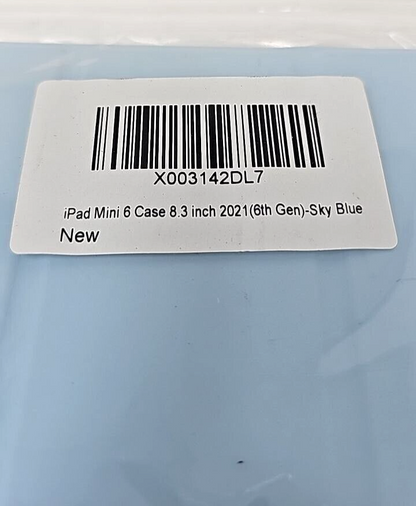 X003142DL7
iPad Mini 6 Case 8.3 inch 2021(6th Gen)-Sky Blue
New